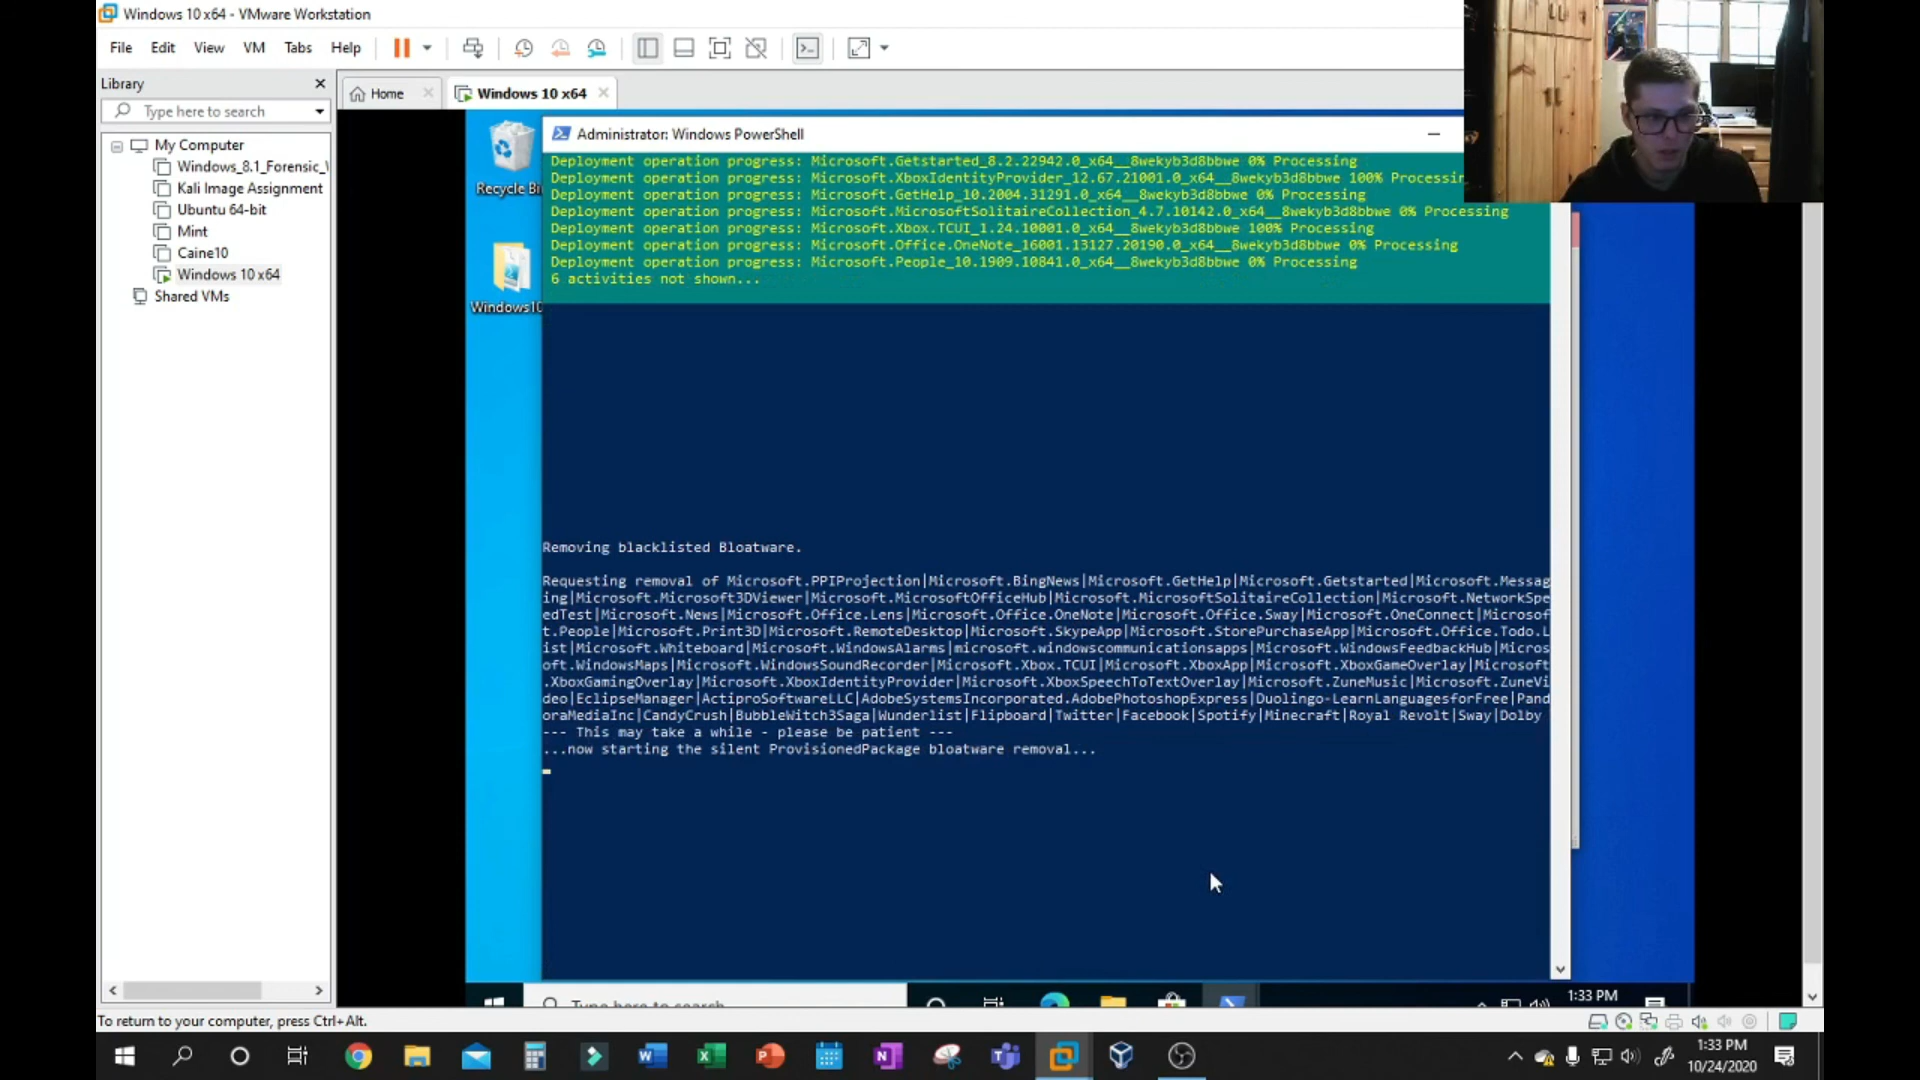 Windows 10 x64 - VMware Workstation
File Edit View VM Tabs Help
Library
Type here to search
My Computer
Windows_8.1_Forensic_
Kali Image Assignment
Ubuntu 64-bit
Mint
Caine10
Windows 10 x64
Shared VMs
Home
Windows 10 x64
Recycle Bi
Windows10
Administrator: Windows PowerShell
Deployment operation progress: Microsoft.Getstarted_8.2.22942.0_x64__8wekyb3d8bbwe 0% Processing
Deployment operation progress: Microsoft.XboxIdentityProvider_12.67.21001.0_x64__8wekyb3d8bbwe 100% Processin
Deployment operation progress: Microsoft.GetHelp_10.2004.31291.0_x64__8wekyb3d8bbwe 0% Processing
Deployment operation progress: Microsoft.MicrosoftSolitaireCollection_4.7.10142.0_x64__8wekyb3d8bbwe 0% Processing
Deployment operation progress: Microsoft.Xbox.TCUI_1.24.10001.0_x64__8wekyb3d8bbwe 100% Processing
Deployment operation progress: Microsoft.Office.OneNote_16001.13127.20190.0_x64__8wekyb3d8bbwe 0% Processing
Deployment operation progress: Microsoft.People_10.1909.10841.0_x64__8wekyb3d8bbwe 0% Processing
6 activities not shown...
Removing blacklisted Bloatware.
Requesting removal of Microsoft.PPIProjection|Microsoft.BingNews|Microsoft.GetHelp|Microsoft.Getstarted|Microsoft.Messag
ing|Microsoft.Microsoft3DViewer|Microsoft.MicrosoftOfficeHub|Microsoft.MicrosoftSolitaireCollection|Microsoft.NetworkSpe
edTest|Microsoft.News|Microsoft.Office.Lens|Microsoft.Office.OneNote|Microsoft.Office.Sway|Microsoft.OneConnect|Microsof
t.People|Microsoft.Print3D|Microsoft.RemoteDesktop|Microsoft.SkypeApp|Microsoft.StorePurchaseApp|Microsoft.Office.Todo.L
ist|Microsoft.Whiteboard|Microsoft.WindowsAlarms|microsoft.windowscommunicationsapps|Microsoft.WindowsFeedbackHub|Micros
oft.WindowsMaps|Microsoft.WindowsSoundRecorder|Microsoft.Xbox.TCUI|Microsoft.XboxApp|Microsoft.XboxGameOverlay|Microsoft
.XboxGamingOverlay|Microsoft.XboxIdentityProvider|Microsoft.XboxSpeechToTextOverlay|Microsoft.ZuneMusic|Microsoft.ZuneVi
deo|EclipseManager|ActiproSoftwareLLC|AdobeSystemsIncorporated.AdobePhotoshopExpress|Duolingo-LearnLanguagesforFree|Pand
oraMediaInc|CandyCrush|BubbleWitch3Saga|Wunderlist|Flipboard|Twitter|Facebook|Spotify|Minecraft|Royal Revolt|Sway|Dolby
--- This may take a while - please be patient ---
...now starting the silent ProvisionedPackage bloatware removal...
Type here to search
1:33 PM
To return to your computer, press Ctrl+Alt.
1:33 PM
10/24/2020